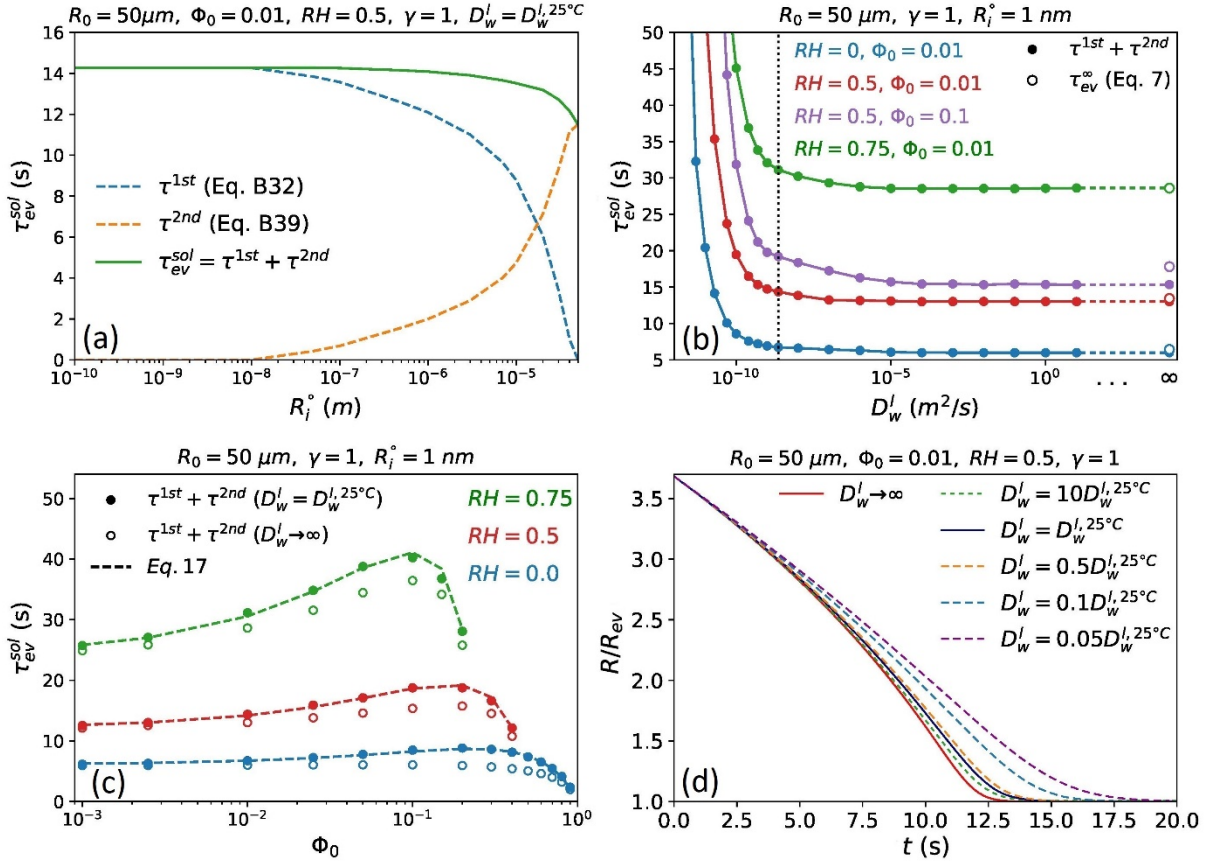 R₀ = 50μm, Φ₀ = 0.01, RH = 0.5, γ = 1, D_w^l = D_w^{l,25°C}
16
14
12
10
8
6
4
2
0
τ_ev^sol (s)
τ^1st (Eq. B32)
τ^2nd (Eq. B39)
τ_ev^sol = τ^1st + τ^2nd
(a)
10⁻¹⁰ 10⁻⁹ 10⁻⁸ 10⁻⁷ 10⁻⁶ 10⁻⁵
R_i° (m)
R₀ = 50 μm, γ = 1, R_i° = 1 nm
50
45
40
35
30
25
20
15
10
5
τ_ev^sol (s)
RH = 0, Φ₀ = 0.01
RH = 0.5, Φ₀ = 0.01
RH = 0.5, Φ₀ = 0.1
RH = 0.75, Φ₀ = 0.01
τ^1st + τ^2nd
τ_ev^∞ (Eq. 7)
(b)
10⁻¹⁰ 10⁻⁵ 10⁰ ... ∞
D_w^l (m²/s)
R₀ = 50 μm, γ = 1, R_i° = 1 nm
50
40
30
20
10
0
τ_ev^sol (s)
τ^1st + τ^2nd (D_w^l = D_w^{l,25°C})
τ^1st + τ^2nd (D_w^l → ∞)
Eq. 17
RH = 0.75
RH = 0.5
RH = 0.0
(c)
10⁻³ 10⁻² 10⁻¹ 10⁰
Φ₀
R₀ = 50 μm, Φ₀ = 0.01, RH = 0.5, γ = 1
3.5
3.0
2.5
2.0
1.5
1.0
R/R_ev
D_w^l → ∞
D_w^l = 10D_w^{l,25°C}
D_w^l = D_w^{l,25°C}
D_w^l = 0.5D_w^{l,25°C}
D_w^l = 0.1D_w^{l,25°C}
D_w^l = 0.05D_w^{l,25°C}
(d)
0.0 2.5 5.0 7.5 10.0 12.5 15.0 17.5 20.0
t (s)